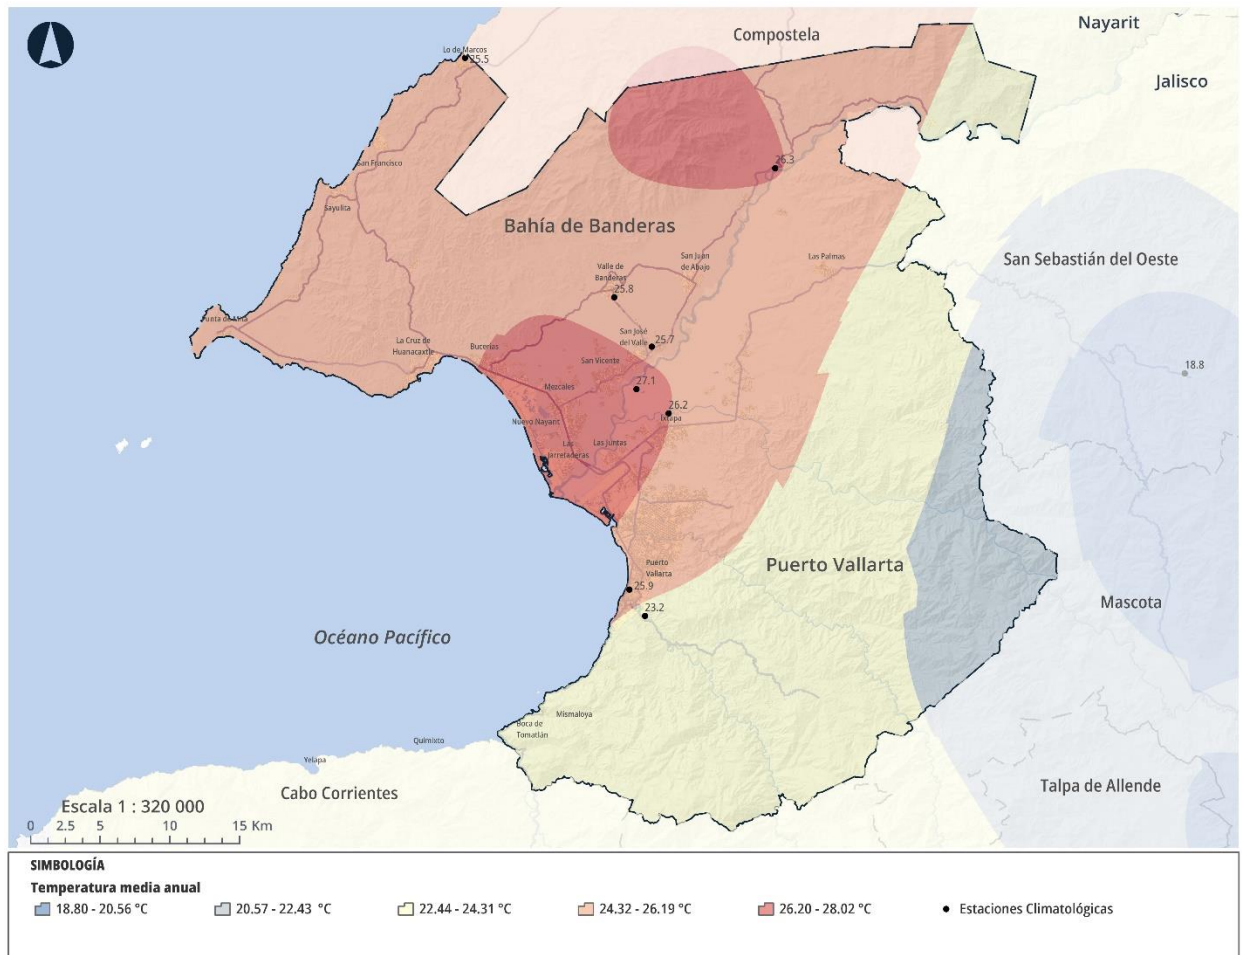 Nayarit
Compostela
Lo de Marcos
25.5
Jalisco
San Francisco
26.3
Sayulita
Bahía de Banderas
San Juan
de Abajo
Las Palmas
San Sebastián del Oeste
Valle de
Banderas
25.8
Punta de Mita
La Cruz de
Huanacaxtle
Bucerías
San José
del Valle
25.7
San Vicente
18.8
Mezcales
27.1
26.2
Ixtapa
Nuevo Nayarit
Las
Jarretaderas
Las Juntas
Puerto
Vallarta
Puerto Vallarta
25.9
23.2
Mascota
Océano Pacífico
Mismaloya
Boca de
Tomatlán
Quimixto
Yelapa
Cabo Corrientes
Talpa de Allende
Escala 1 : 320 000
0 2.5 5 10 15 Km
SIMBOLOGÍA
Temperatura media anual
18.80 - 20.56 °C 20.57 - 22.43 °C 22.44 - 24.31 °C 24.32 - 26.19 °C 26.20 - 28.02 °C Estaciones Climatológicas